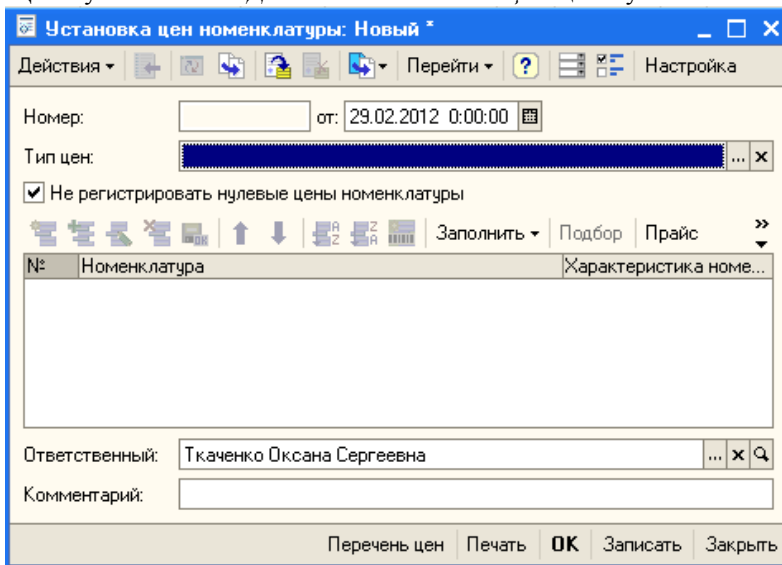 Установка цен номенклатуры: Новый *
Действия Перейти ? Настройка
Номер: от: 29.02.2012 0:00:00
Тип цен: ... x
Не регистрировать нулевые цены номенклатуры
Заполнить Подбор Прайс »
№ Номенклатура Характеристика номе...
Ответственный: Ткаченко Оксана Сергеевна ... x
Комментарий:
Перечень цен Печать OK Записать Закрыть